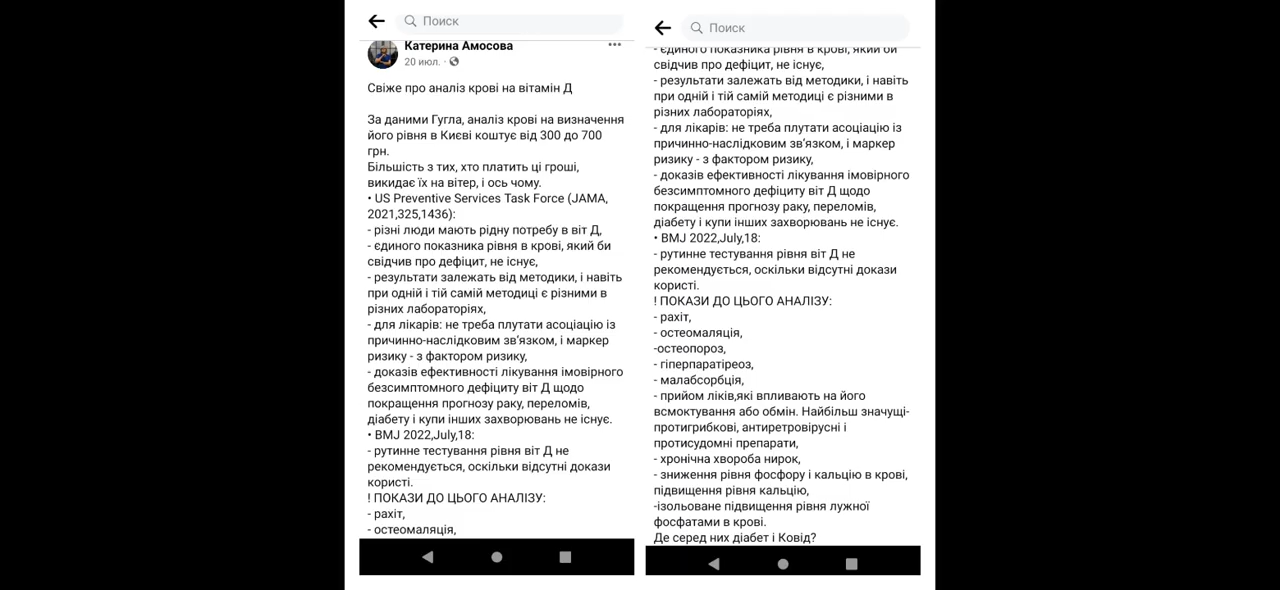 Поиск
Катерина Амосова
20 июл.
Свіже про аналіз крові на вітамін Д
За даними Гугла, аналіз крові на визначення
його рівня в Києві коштує від 300 до 700
грн.
Більшість з тих, хто платить ці гроші,
викидає їх на вітер, і ось чому.
• US Preventive Services Task Force (JAMA,
2021,325,1436):
- різні люди мають рідну потребу в віт Д,
- єдиного показника рівня в крові, який би
свідчив про дефіцит, не існує,
- результати залежать від методики, і навіть
при одній і тій самій методиці є різними в
різних лабораторіях,
- для лікарів: не треба плутати асоціацію із
причинно-наслідковим зв’язком, і маркер
ризику - з фактором ризику,
- доказів ефективності лікування імовірного
безсимптомного дефіциту віт Д щодо
покращення прогнозу раку, переломів,
діабету і купи інших захворювань не існує.
• BMJ 2022,July,18:
- рутинне тестування рівня віт Д не
рекомендується, оскільки відсутні докази
користі.
! ПОКАЗИ ДО ЦЬОГО АНАЛІЗУ:
- рахіт,
- остеомаляція,
Поиск
- єдиного показника рівня в крові, який би
свідчив про дефіцит, не існує,
- результати залежать від методики, і навіть
при одній і тій самій методиці є різними в
різних лабораторіях,
- для лікарів: не треба плутати асоціацію із
причинно-наслідковим зв’язком, і маркер
ризику - з фактором ризику,
- доказів ефективності лікування імовірного
безсимптомного дефіциту віт Д щодо
покращення прогнозу раку, переломів,
діабету і купи інших захворювань не існує.
• BMJ 2022,July,18:
- рутинне тестування рівня віт Д не
рекомендується, оскільки відсутні докази
користі.
! ПОКАЗИ ДО ЦЬОГО АНАЛІЗУ:
- рахіт,
- остеомаляція,
-остеопороз,
- гіперпаратіреоз,
- малабсорбція,
- прийом ліків,які впливають на його
всмоктування або обмін. Найбільш значущі-
протигрибкові, антиретровірусні і
протисудомні препарати,
- хронічна хвороба нирок,
- зниження рівня фосфору і кальцію в крові,
підвищення рівня кальцію,
-ізольоване підвищення рівня лужної
фосфатами в крові.
Де серед них діабет і Ковід?